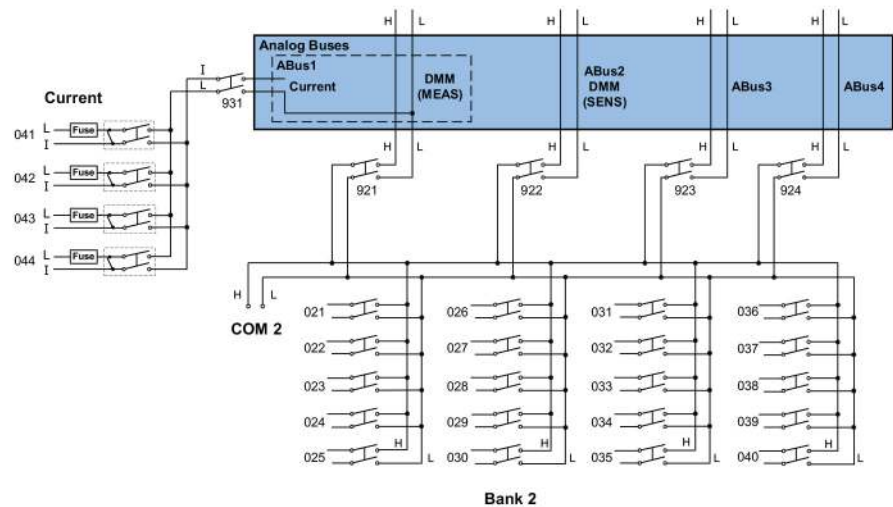 H L H L H L H L
Analog Buses
ABus1
Current
DMM
(MEAS)
ABus2
DMM
(SENS)
ABus3
ABus4
I
L
931
Current
041 L Fuse
I
042 L Fuse
I
043 L Fuse
I
044 L Fuse
I
H L H L H L H L
921 922 923 924
H L
COM 2
021 026 031 036
022 027 032 037
023 028 033 038
024 029 034 039
H H H H
025 030 035 040
L L L L
Bank 2